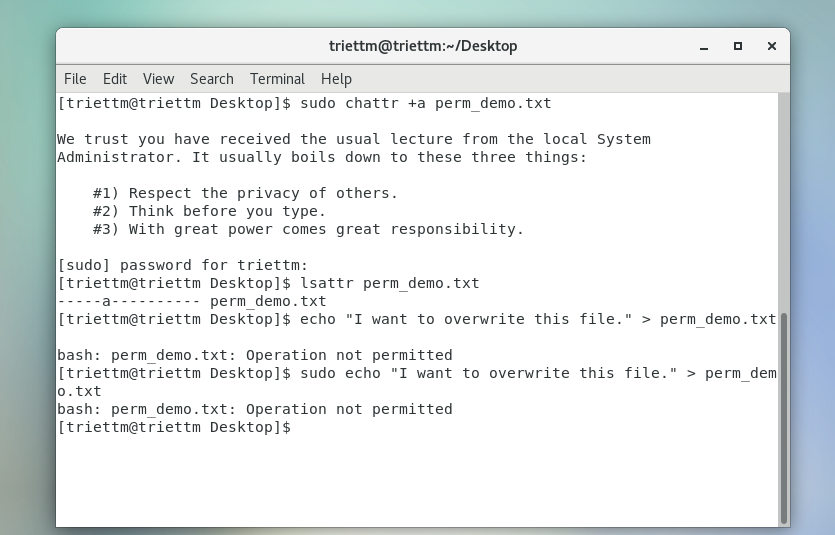 triettm@triettm:~/Desktop
File Edit View Search Terminal Help
[triettm@triettm Desktop]$ sudo chattr +a perm_demo.txt
We trust you have received the usual lecture from the local System
Administrator. It usually boils down to these three things:
#1) Respect the privacy of others.
#2) Think before you type.
#3) With great power comes great responsibility.
[sudo] password for triettm:
[triettm@triettm Desktop]$ lsattr perm_demo.txt
-----a---------- perm_demo.txt
[triettm@triettm Desktop]$ echo "I want to overwrite this file." > perm_demo.txt
bash: perm_demo.txt: Operation not permitted
[triettm@triettm Desktop]$ sudo echo "I want to overwrite this file." > perm_dem
o.txt
bash: perm_demo.txt: Operation not permitted
[triettm@triettm Desktop]$